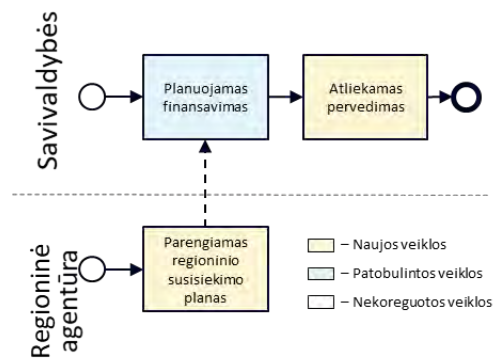 Savivaldybės
Planuojamas
finansavimas
Atliekamas
pervedimas
Regioninė
agentūra
Parengiamas
regioninio
susisiekimo
planas
– Naujos veiklos
– Patobulintos veiklos
– Nekoreguotos veiklos